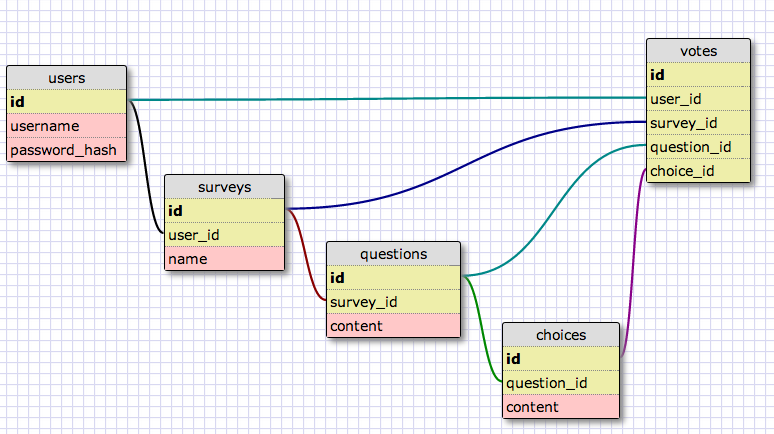 users
id
username
password_hash
surveys
id
user_id
name
questions
id
survey_id
content
choices
id
question_id
content
votes
id
user_id
survey_id
question_id
choice_id